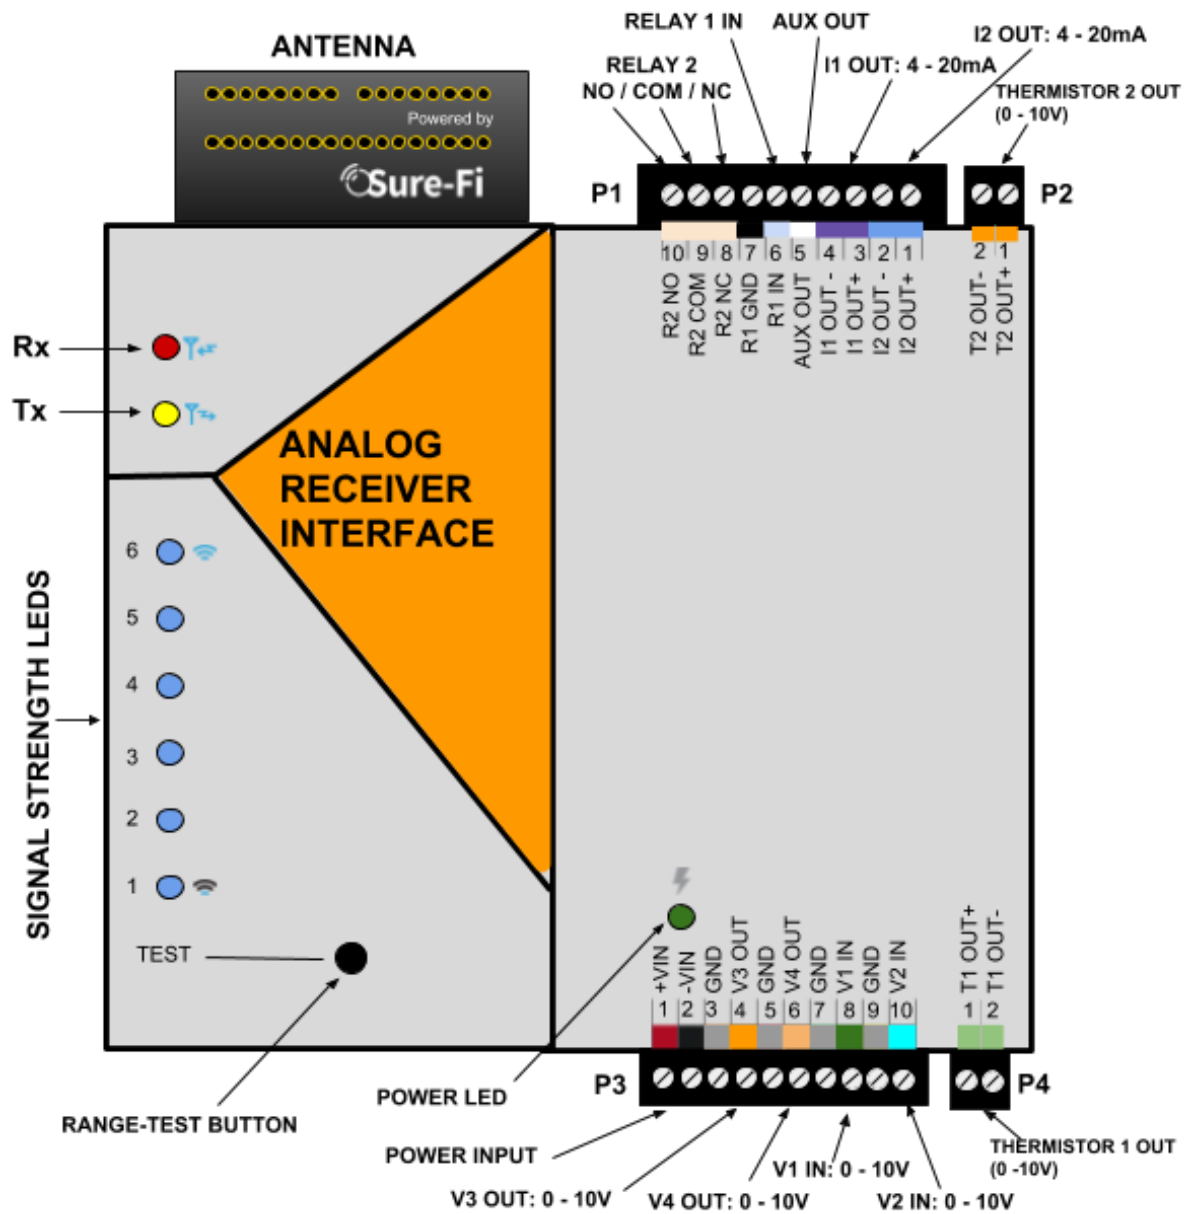 ANTENNA
Powered by
Sure-Fi
RELAY 1 IN
AUX OUT
I2 OUT: 4 - 20mA
RELAY 2
NO / COM / NC
I1 OUT: 4 - 20mA
THERMISTOR 2 OUT
(0 - 10V)
P1
P2
10
9
8
7
6
5
4
3
2
1
2
1
R2 NO
R2 COM
R2 NC
R1 GND
R1 IN
AUX OUT
I1 OUT -
I1 OUT+
I2 OUT -
I2 OUT+
T2 OUT-
T2 OUT+
Rx
Tx
ANALOG
RECEIVER
INTERFACE
SIGNAL STRENGTH LEDS
6
5
4
3
2
1
TEST
+VIN
-VIN
GND
V3 OUT
GND
V4 OUT
GND
V1 IN
GND
V2 IN
T1 OUT+
T1 OUT-
1
2
3
4
5
6
7
8
9
10
1
2
P3
P4
POWER LED
RANGE-TEST BUTTON
POWER INPUT
V3 OUT: 0 - 10V
V4 OUT: 0 - 10V
V1 IN: 0 - 10V
V2 IN: 0 - 10V
THERMISTOR 1 OUT
(0 -10V)